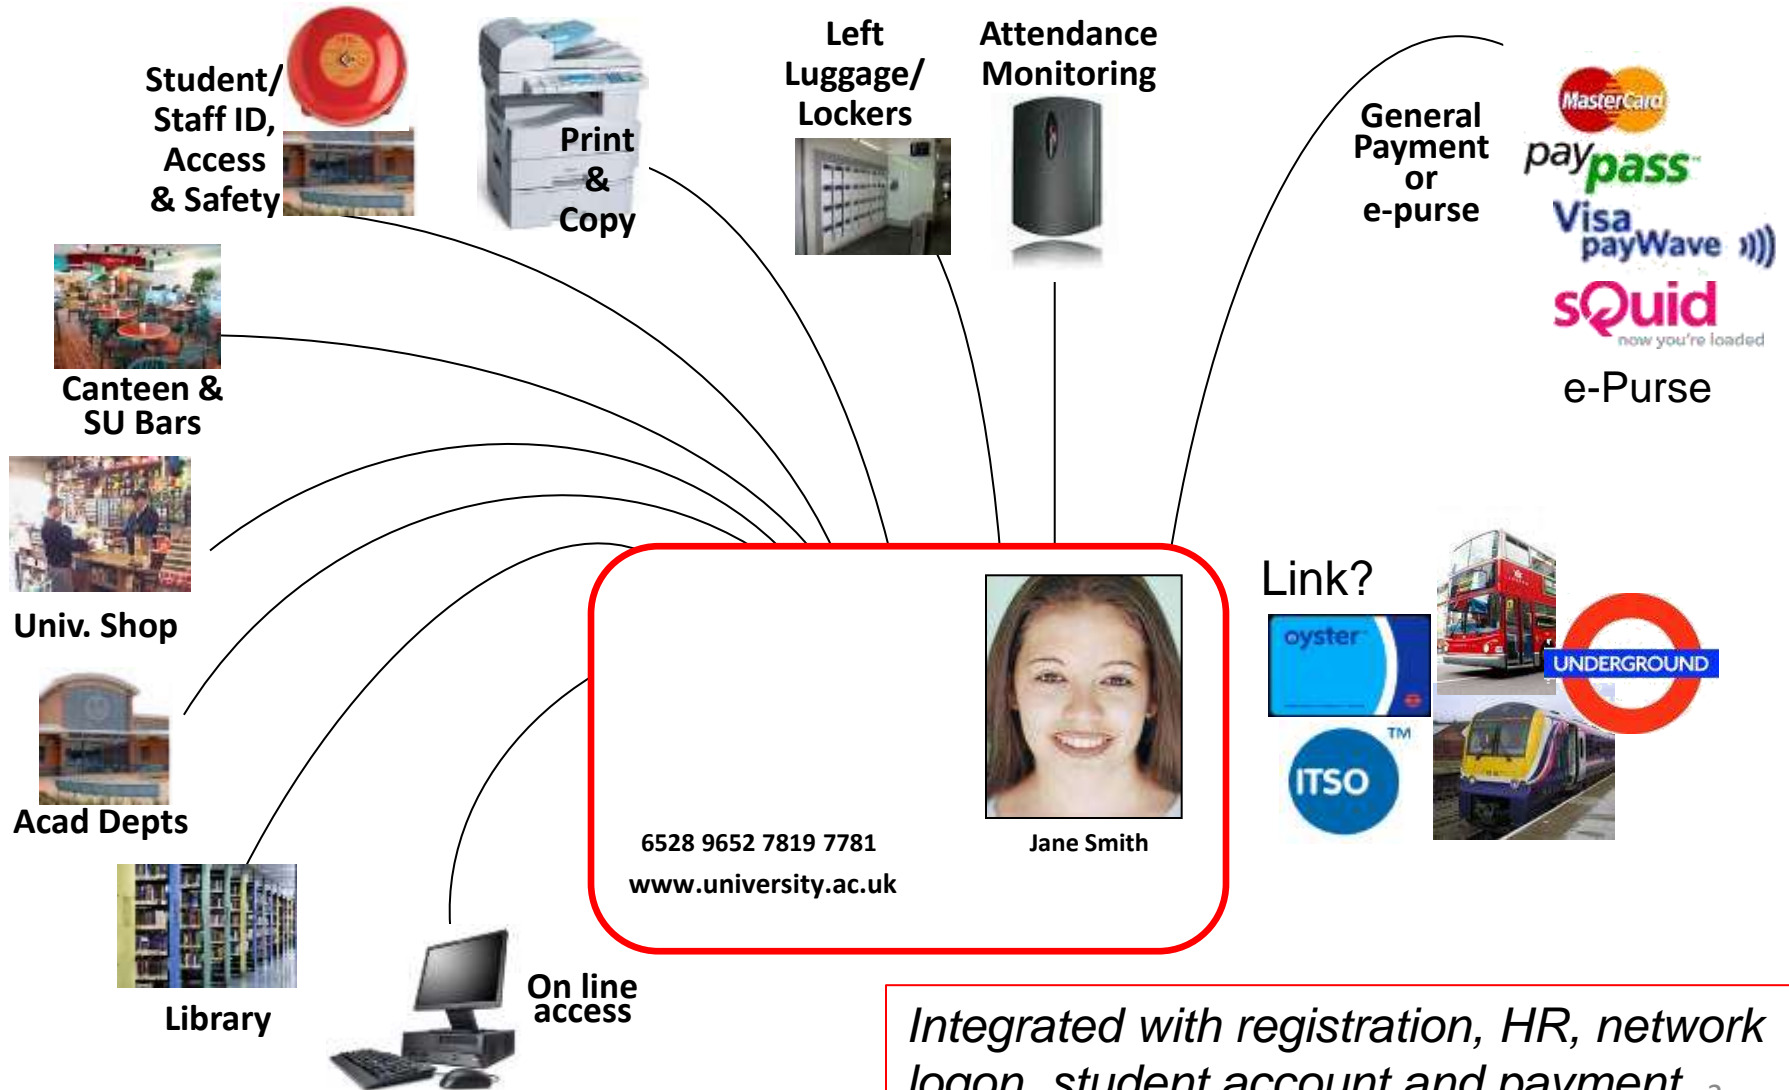 Student/
Staff ID,
Access
& Safety
Print
&
Copy
Left
Luggage/
Lockers
Attendance
Monitoring
General
Payment
or
e-purse
MasterCard
paypass
Visa
payWave
sQuid
now you're loaded
e-Purse
Canteen &
SU Bars
Univ. Shop
Acad Depts
Library
On line
access
6528 9652 7819 7781
www.university.ac.uk
Jane Smith
Link?
oyster
UNDERGROUND
ITSO
TM
Integrated with registration, HR, network
logon, student account and payment